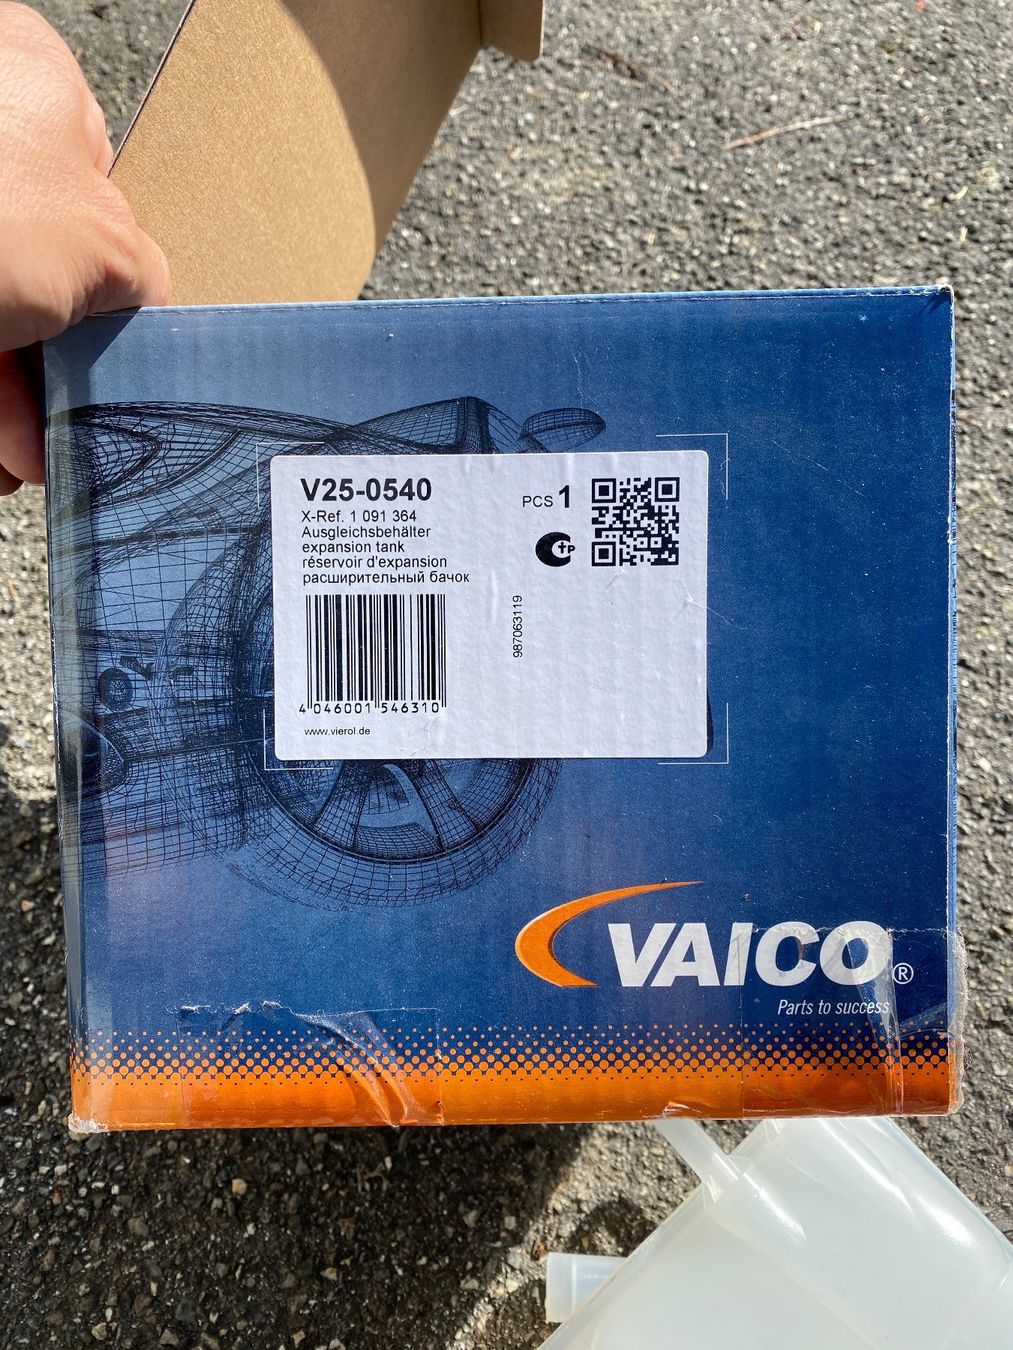 V25-0540
X-Ref. 1 091 364
Ausgleichsbehälter
expansion tank
réservoir d'expansion
расширительный бачок
PCS 1
987063119
4 046001 546310
www.vierol.de
VAICO®
Parts to success